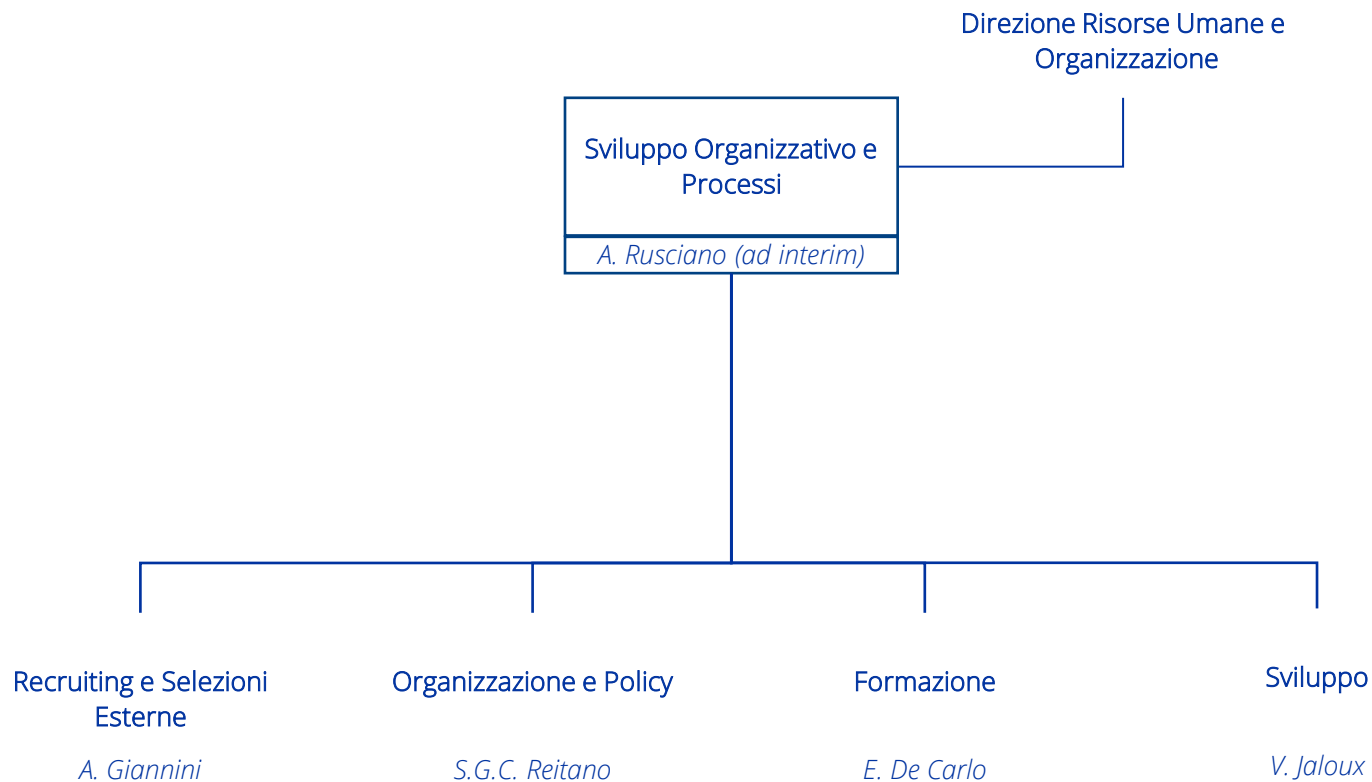 Direzione Risorse Umane e
Organizzazione
Sviluppo Organizzativo e
Processi
A. Rusciano (ad interim)
Recruiting e Selezioni
Esterne
A. Giannini
Organizzazione e Policy
S.G.C. Reitano
Formazione
E. De Carlo
Sviluppo
V. Jaloux